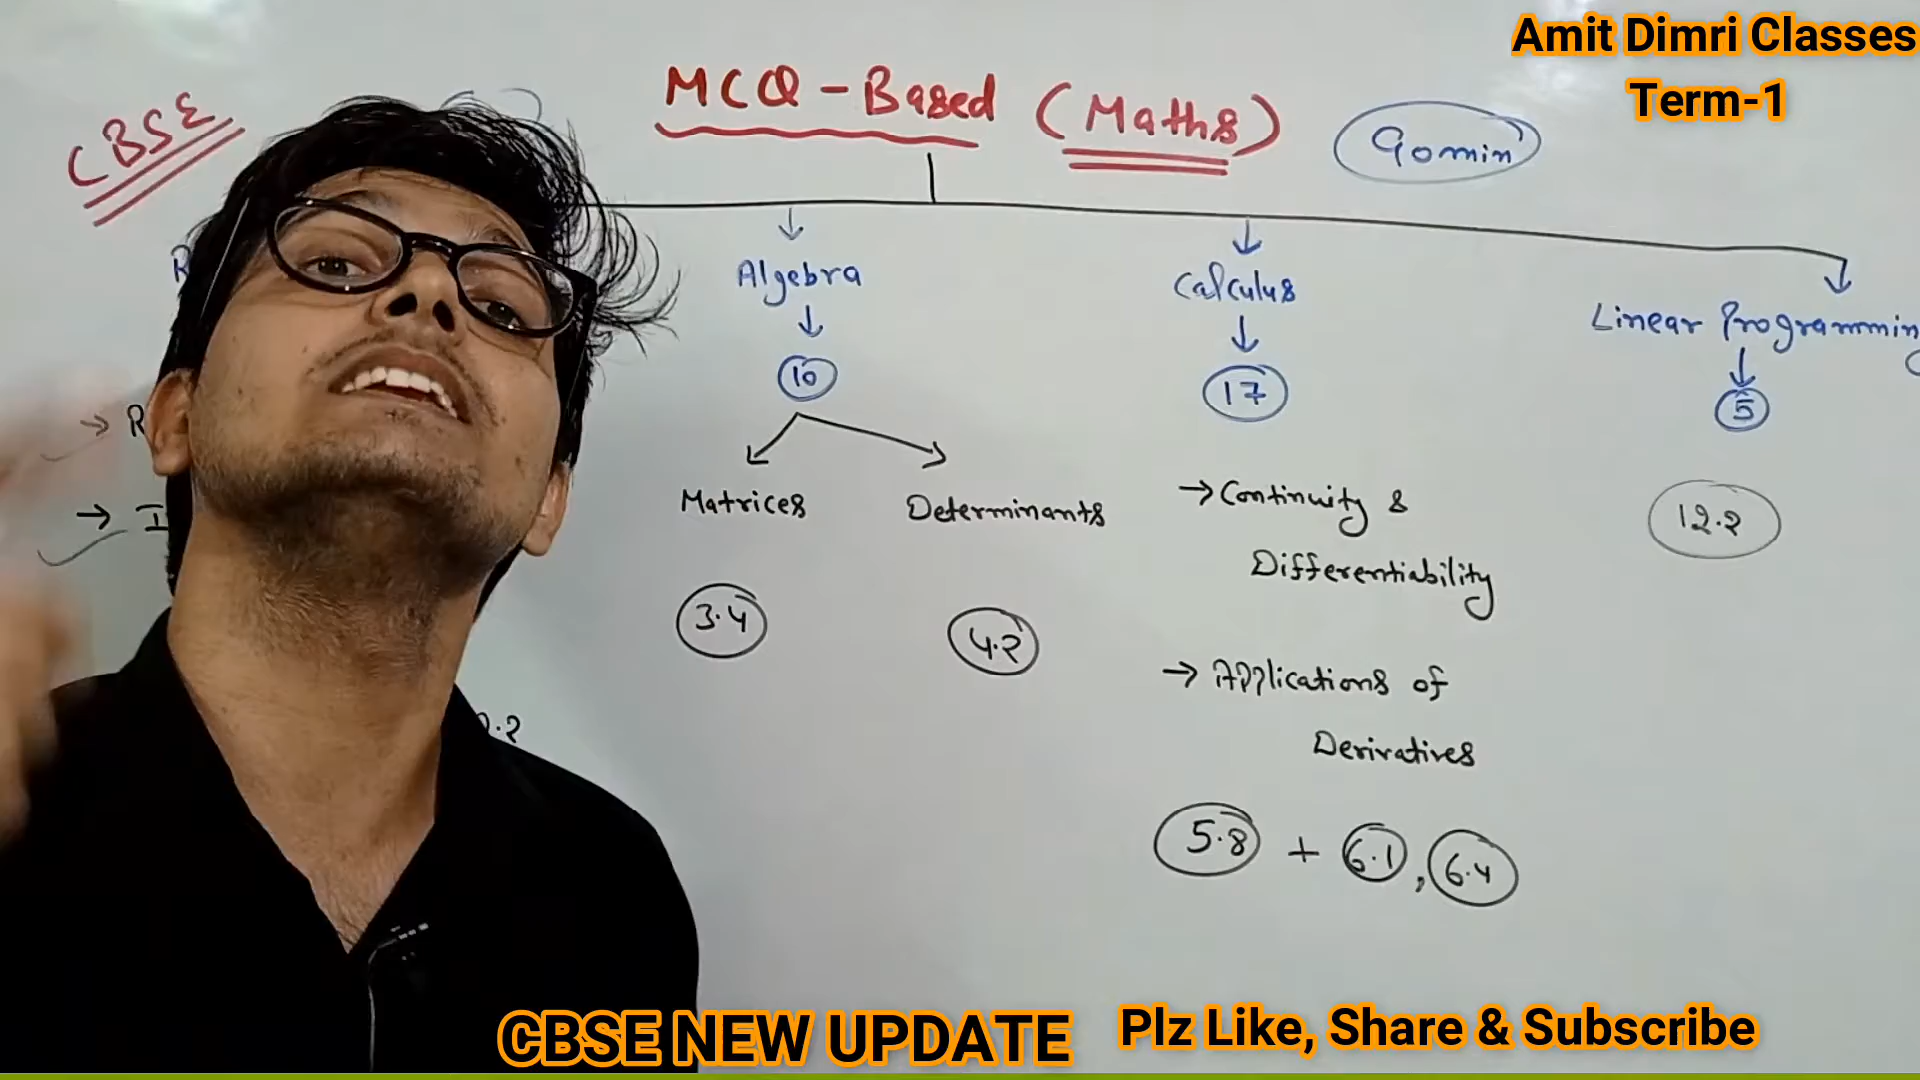 Amit Dimri Classes
Term-1
CBSE
MCQ-Based (Maths)
90min
Algebra
10
Matrices
Determinants
3.4
4.2
Calculus
17
→ Continuity &
Differentiability
→ Applications of
Derivatives
5.8 + 6.1, 6.4
Linear Programming
5
12.2
CBSE NEW UPDATE
Plz Like, Share & Subscribe